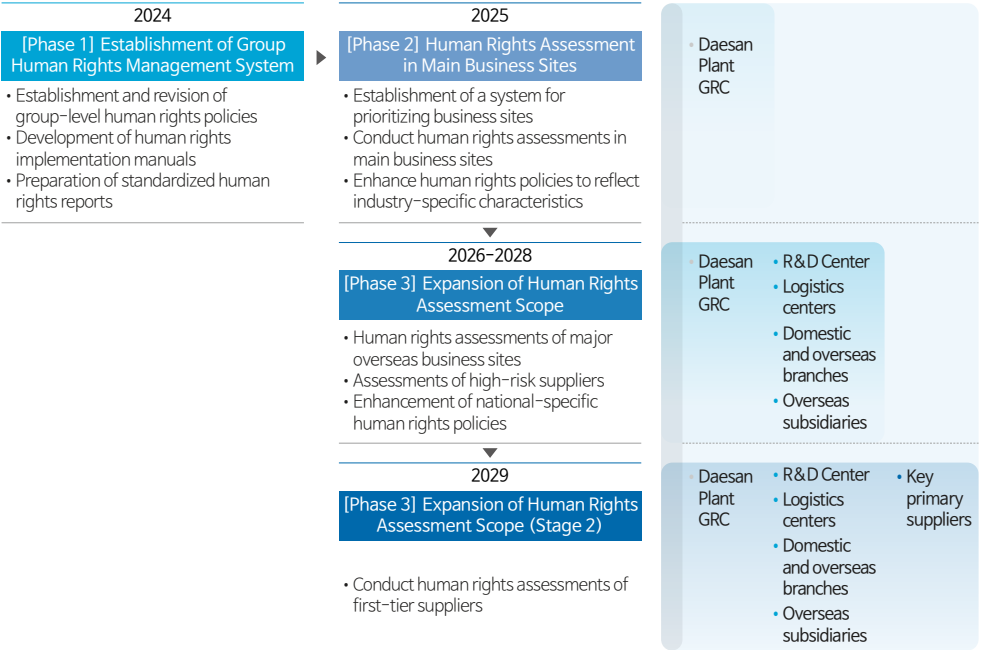 2024
[Phase 1] Establishment of Group
Human Rights Management System
• Establishment and revision of
group-level human rights policies
• Development of human rights
implementation manuals
• Preparation of standardized human
rights reports
2025
[Phase 2] Human Rights Assessment
in Main Business Sites
• Establishment of a system for
prioritizing business sites
• Conduct human rights assessments in
main business sites
• Enhance human rights policies to reflect
industry-specific characteristics
• Daesan
Plant
GRC
2026-2028
[Phase 3] Expansion of Human Rights
Assessment Scope
• Human rights assessments of major
overseas business sites
• Assessments of high-risk suppliers
• Enhancement of national-specific
human rights policies
• Daesan
Plant
GRC
• R&D Center
• Logistics
centers
• Domestic
and overseas
branches
• Overseas
subsidiaries
2029
[Phase 3] Expansion of Human Rights
Assessment Scope (Stage 2)
• Conduct human rights assessments of
first-tier suppliers
• Daesan
Plant
GRC
• R&D Center
• Logistics
centers
• Domestic
and overseas
branches
• Overseas
subsidiaries
• Key
primary
suppliers